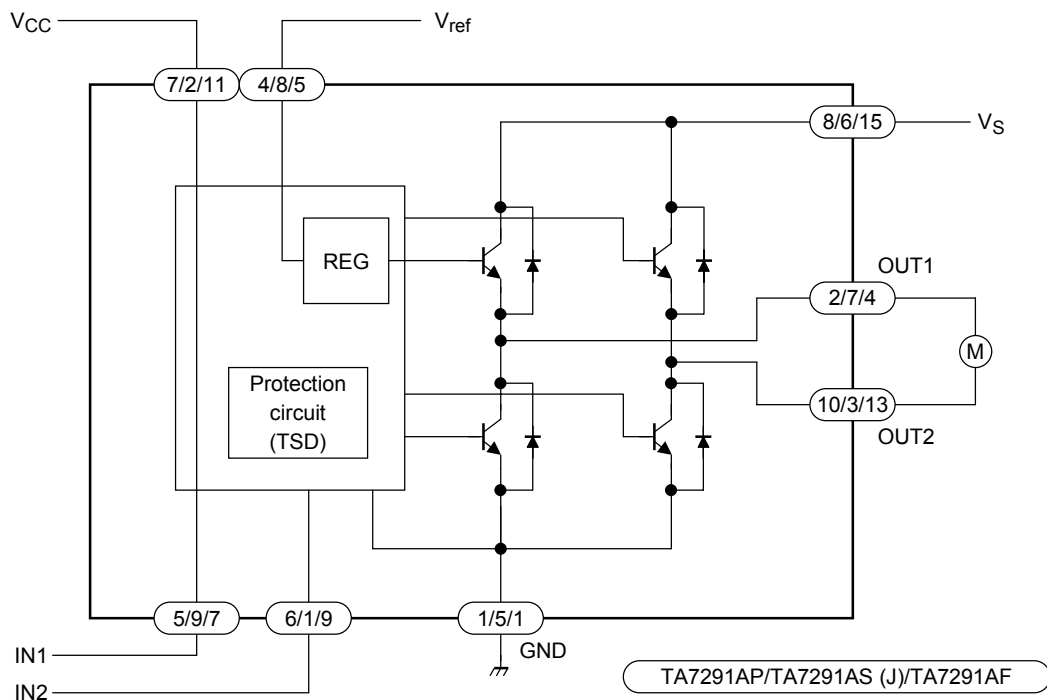 VCC
Vref
7/2/11
4/8/5
8/6/15
VS
REG
OUT1
2/7/4
M
Protection
circuit
(TSD)
10/3/13
OUT2
5/9/7
6/1/9
1/5/1
GND
IN1
IN2
TA7291AP/TA7291AS (J)/TA7291AF